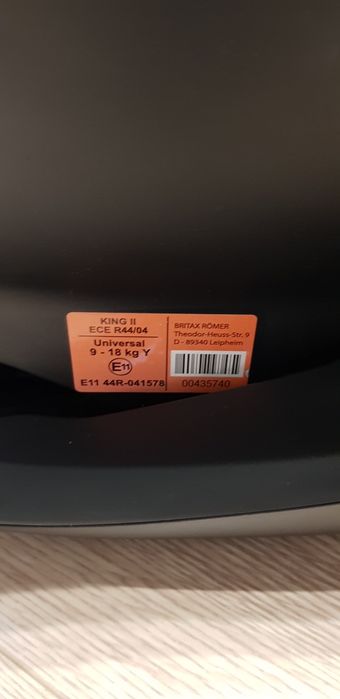 KING II
ECE R44/04
Universal
9 - 18 kg Y
E11
E11 44R-041578
BRITAX RÖMER
Theodor-Heuss-Str. 9
D - 89340 Leipheim
00435740